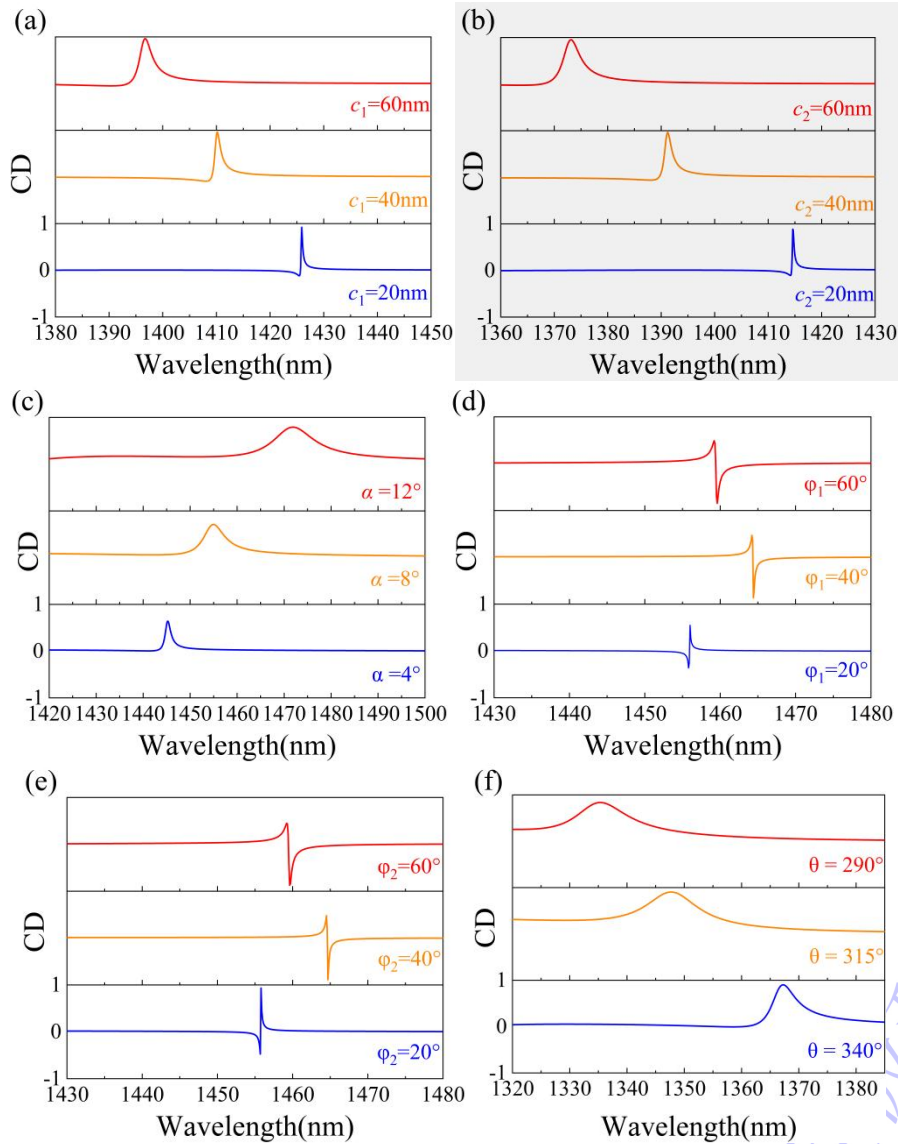 (a)
CD
c₁=60nm
c₁=40nm
1
0
-1
c₁=20nm
1380 1390 1400 1410 1420 1430 1440 1450
Wavelength(nm)
(b)
c₂=60nm
c₂=40nm
c₂=20nm
1360 1370 1380 1390 1400 1410 1420 1430
Wavelength(nm)
(c)
CD
α =12°
α =8°
1
0
-1
α =4°
1420 1430 1440 1450 1460 1470 1480 1490 1500
Wavelength(nm)
(d)
CD
φ₁=60°
φ₁=40°
1
0
-1
φ₁=20°
1430 1440 1450 1460 1470 1480
Wavelength(nm)
(e)
CD
φ₂=60°
φ₂=40°
1
0
-1
φ₂=20°
1430 1440 1450 1460 1470 1480
Wavelength(nm)
(f)
CD
θ = 290°
θ = 315°
1
0
-1
θ = 340°
1320 1330 1340 1350 1360 1370 1380
Wavelength(nm)